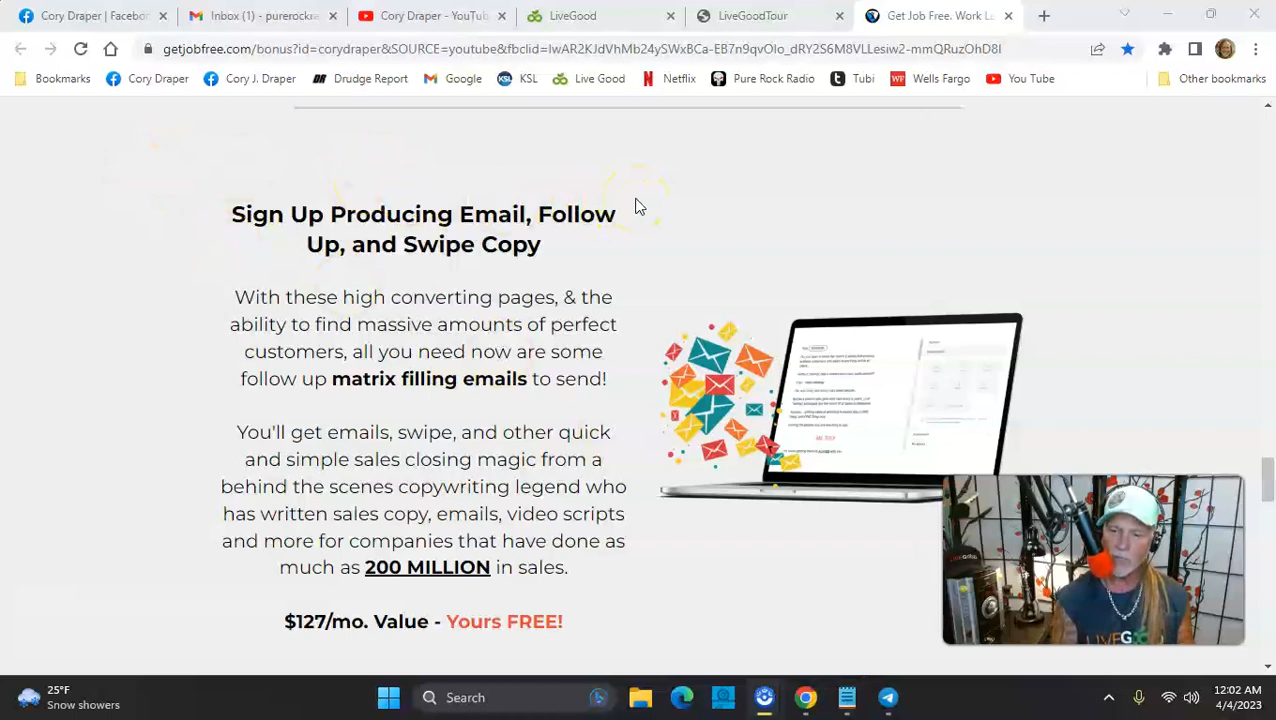 Cory Draper | Faceboo
Inbox (1) - purerockra
Cory Draper - YouTube
LiveGood
LiveGoodTour
Get Job Free. Work Le
getjobfree.com/bonus?id=corydraper&SOURCE=youtube&fbclid=
Bookmarks
Cory Draper
Cory J. Draper
Drudge Report
Google
KSL
Live Good
Netflix
Pure Rock Radio
Tubi
Wells Fargo
You Tube
Other bookmarks
Sign Up Producing Email, Follow
Up, and Swipe Copy
With these high converting pages, & the
ability to find massive amounts of perfect
customers, all you need now are some
follow up matrix filling emails to send!
You'll get emails, swipe, and other quick
and simple sales closing magic from a
behind the scenes copywriting legend who
has written sales copy, emails, video scripts
and more for companies that have done as
much as 200 MILLION in sales.
$127/mo. Value - Yours FREE!
25°F
Snow showers
Search
12:02 AM
4/4/2023